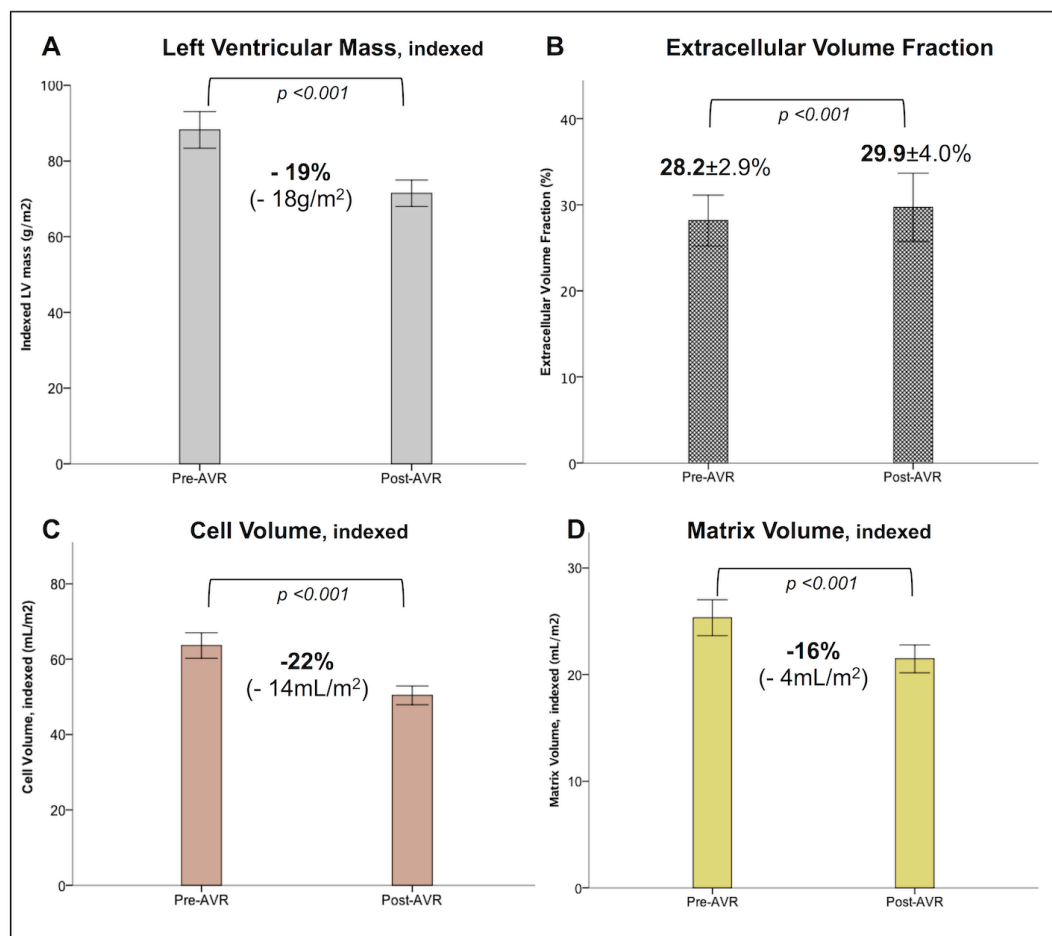 A Left Ventricular Mass, indexed
100
80
60
40
20
0
Indexed LV mass (g/m2)
p <0.001
- 19%
(- 18g/m²)
Pre-AVR Post-AVR
B Extracellular Volume Fraction
40
30
20
10
0
Extracellular Volume Fraction (%)
p <0.001
28.2±2.9% 29.9±4.0%
Pre-AVR Post-AVR
C Cell Volume, indexed
80
60
40
20
0
Cell Volume, indexed (mL/m2)
p <0.001
-22%
(- 14mL/m²)
Pre-AVR Post-AVR
D Matrix Volume, indexed
30
20
10
0
Matrix Volume, indexed (mL/m2)
p <0.001
-16%
(- 4mL/m²)
Pre-AVR Post-AVR